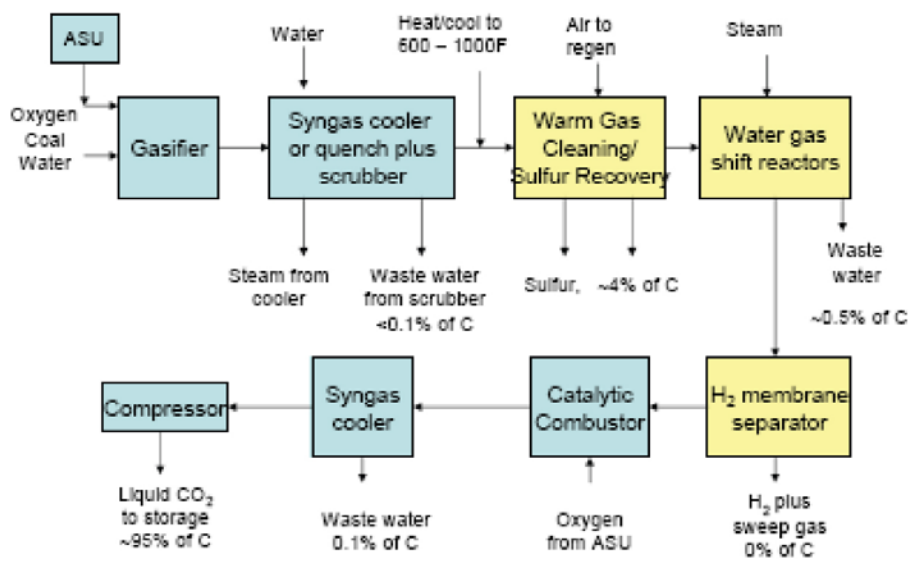 ASU
Oxygen
Coal
Water
Gasifier
Water
Syngas cooler
or quench plus
scrubber
Steam from
cooler
Waste water
from scrubber
<0.1% of C
Heat/cool to
600 – 1000F
Air to
regen
Warm Gas
Cleaning/
Sulfur Recovery
Sulfur, ~4% of C
Steam
Water gas
shift reactors
Waste
water
~0.5% of C
H2 membrane
separator
H2 plus
sweep gas
0% of C
Catalytic
Combustor
Oxygen
from ASU
Syngas
cooler
Waste water
0.1% of C
Compressor
Liquid CO2
to storage
~95% of C